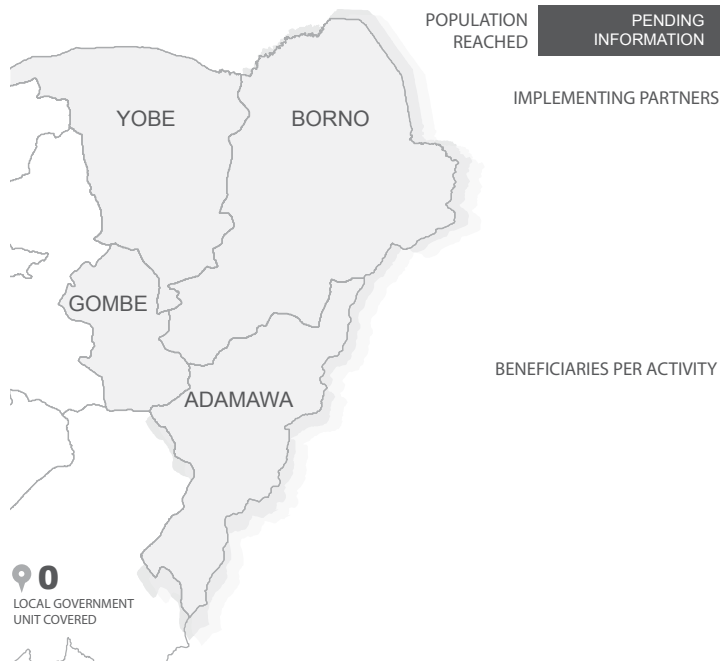 POPULATION
REACHED
PENDING
INFORMATION
IMPLEMENTING PARTNERS
YOBE
BORNO
GOMBE
BENEFICIARIES PER ACTIVITY
ADAMAWA
0
LOCAL GOVERNMENT
UNIT COVERED